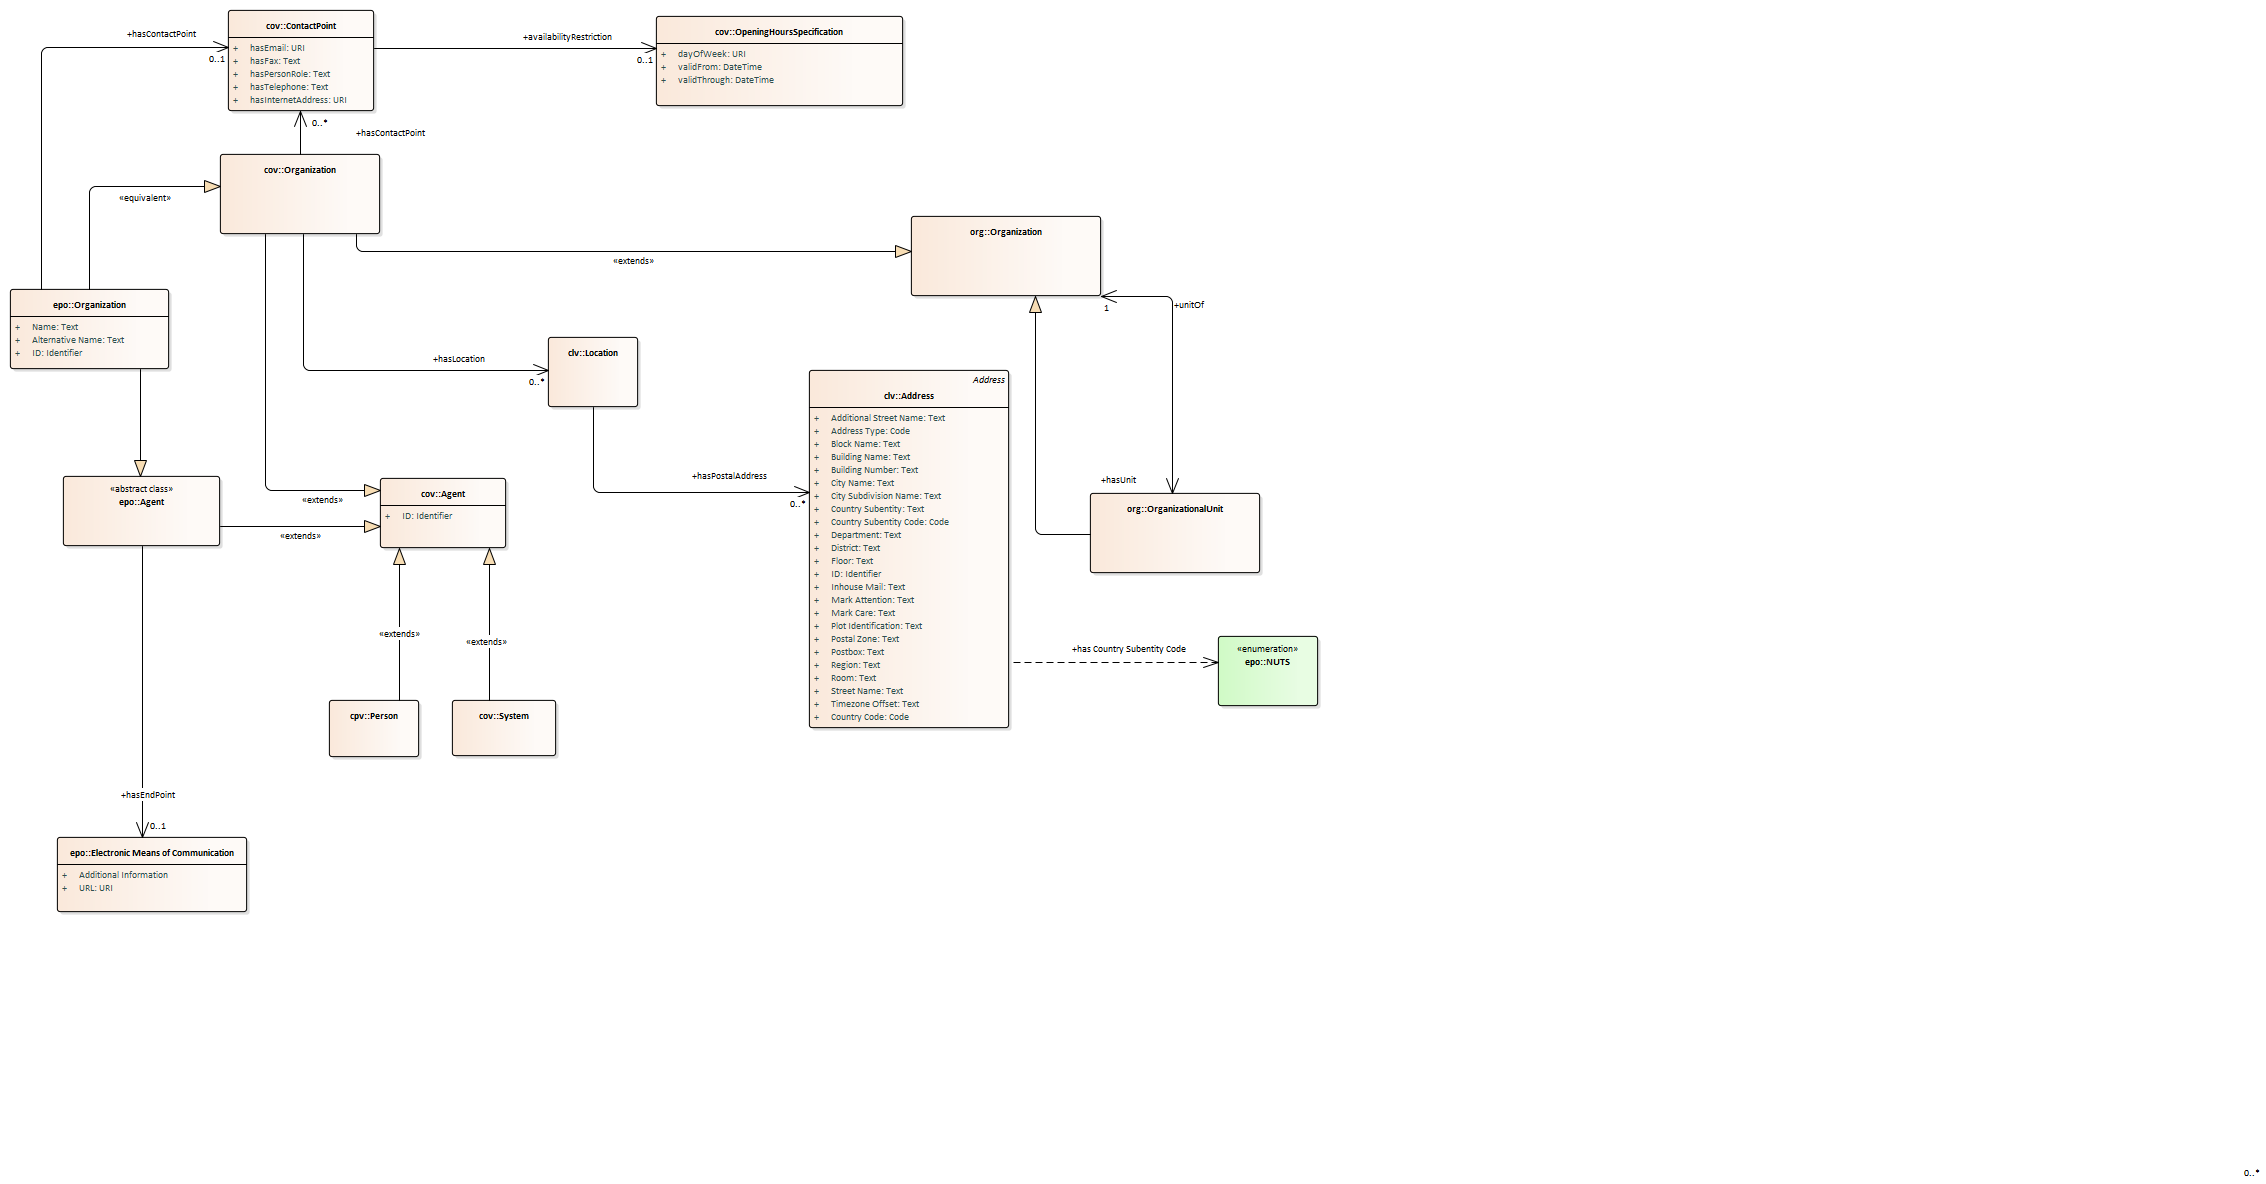 cov::ContactPoint
+ hasEmail: URI
+ hasFax: Text
+ hasPersonRole: Text
+ hasTelephone: Text
+ hasInternetAddress: URI
+hasContactPoint
0..1
+availabilityRestriction
0..1
cov::OpeningHoursSpecification
+ dayOfWeek: URI
+ validFrom: DateTime
+ validThrough: DateTime
0..*
+hasContactPoint
cov::Organization
«equivalent»
«extends»
org::Organization
1
+unitOf
epo::Organization
+ Name: Text
+ Alternative Name: Text
+ ID: Identifier
+hasLocation
0..*
clv::Location
Address
clv::Address
+ Additional Street Name: Text
+ Address Type: Code
+ Block Name: Text
+ Building Name: Text
+ Building Number: Text
+ City Name: Text
+ City Subdivision Name: Text
+ Country Subentity: Text
+ Country Subentity Code: Code
+ Department: Text
+ District: Text
+ Floor: Text
+ ID: Identifier
+ Inhouse Mail: Text
+ Mark Attention: Text
+ Mark Care: Text
+ Plot Identification: Text
+ Postal Zone: Text
+ Postbox: Text
+ Region: Text
+ Room: Text
+ Street Name: Text
+ Timezone Offset: Text
+ Country Code: Code
+hasPostalAddress
0..*
+hasUnit
org::OrganizationalUnit
«abstract class»
epo::Agent
«extends»
«extends»
cov::Agent
+ ID: Identifier
«extends»
«extends»
+has Country Subentity Code
«enumeration»
epo::NUTS
cpv::Person
cov::System
+hasEndPoint
0..1
epo::Electronic Means of Communication
+ Additional Information
+ URL: URI
0..*